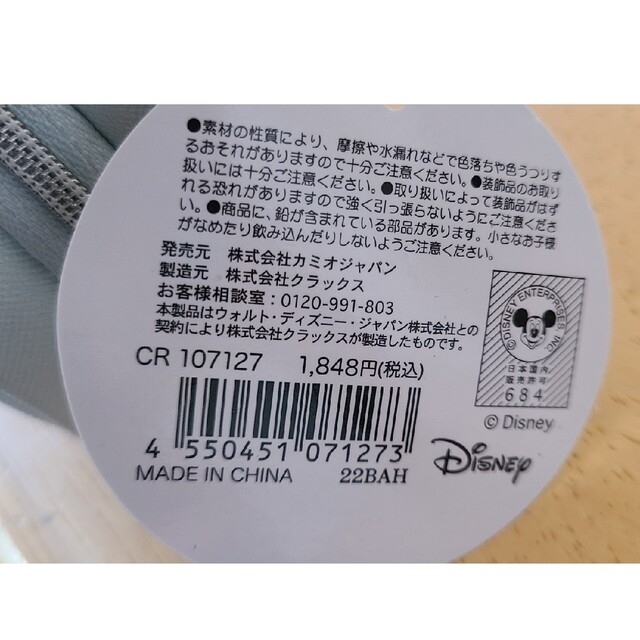 ●素材の性質により、摩擦や水漏れなどで色落ちや色うつりす
るおそれがありますので十分ご注意ください。●装飾品のお取り
扱いには十分ご注意ください。●取り扱いによって装飾品がはず
れる恐れがありますので強く引っ張らないようにご注意くださ
い。●商品に、鉛が含まれている部品があります。小さなお子様
がなめたり飲み込んだりしないようご注意ください。
発売元 株式会社カミオジャパン
製造元 株式会社クラックス
お客様相談室:0120-991-803
本製品はウォルト・ディズニー・ジャパン株式会社との
契約により株式会社クラックスが製造したものです。
CR 107127 1,848円(税込)
4 550451 071273
MADE IN CHINA 22BAH
©DISNEY ENTERPRISES, INC.
日本国内
販売許可
684
© Disney
Disney